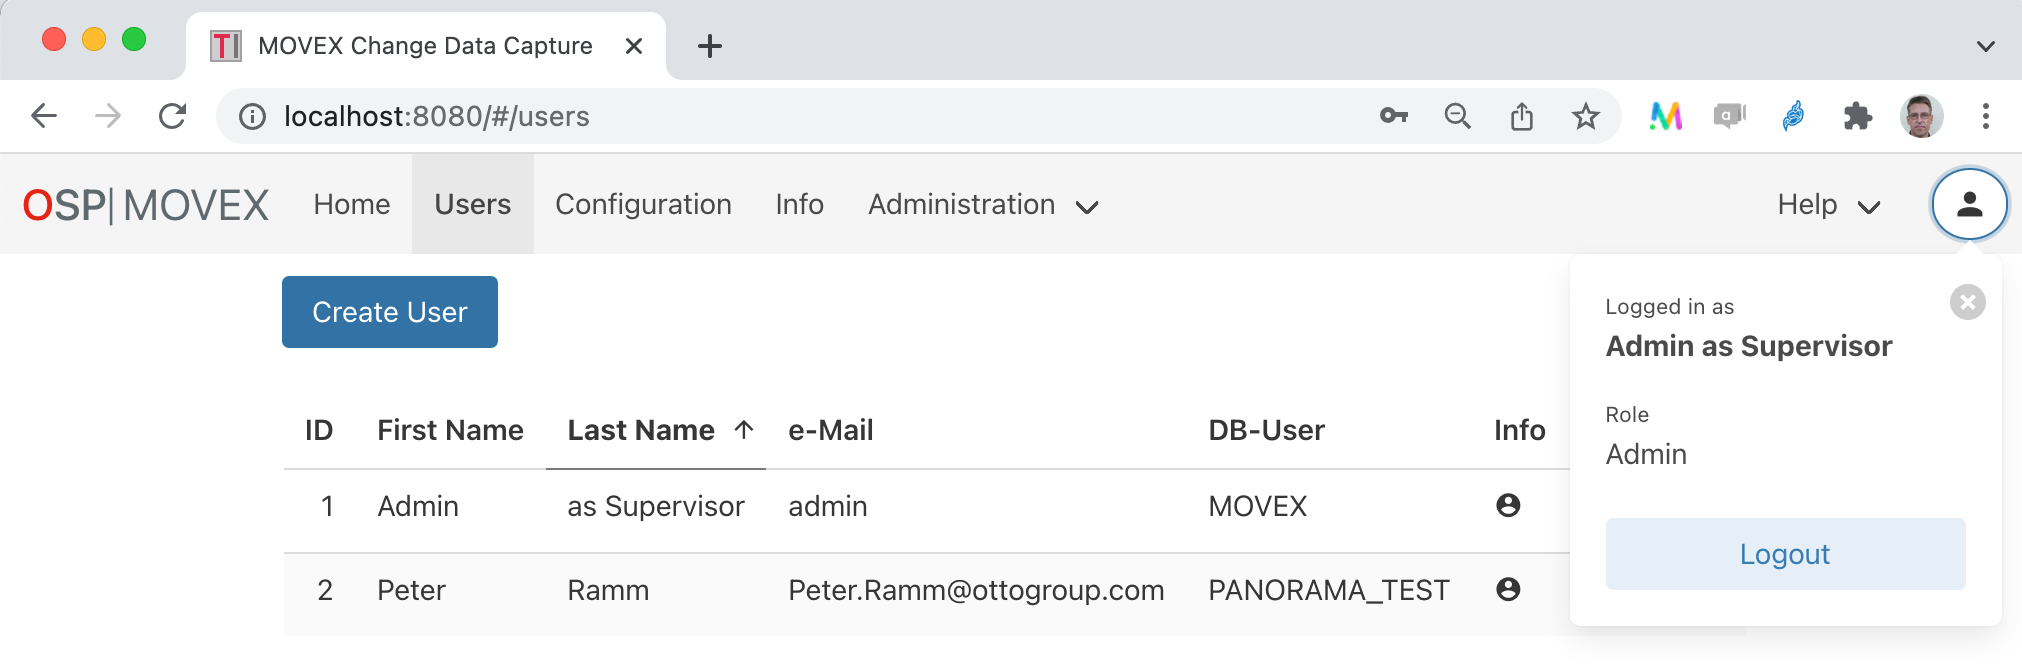 MOVEX Change Data Capture
localhost:8080/#/users
OSP| MOVEX Home Users Configuration Info Administration Help
Create User
Logged in as
Admin as Supervisor
Role
Admin
Logout
ID First Name Last Name ↑ e-Mail DB-User Info
1 Admin as Supervisor admin MOVEX
2 Peter Ramm Peter.Ramm@ottogroup.com PANORAMA_TEST